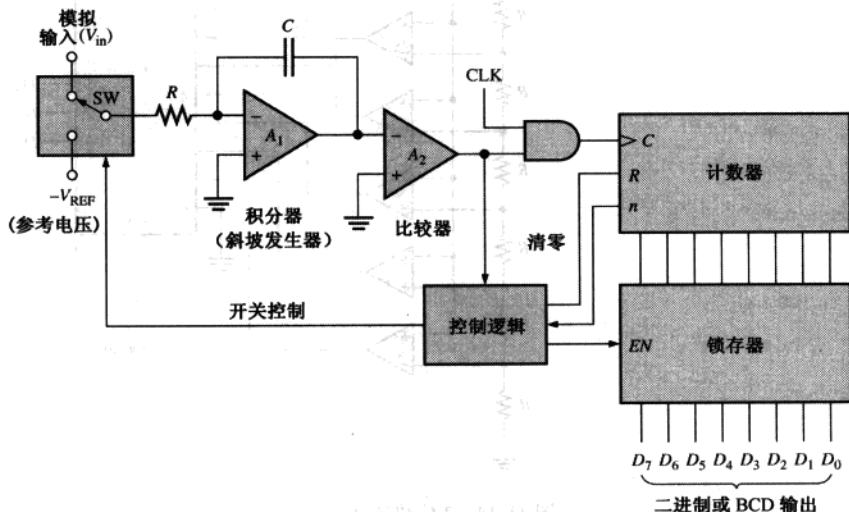 模拟
输入(V_in)
SW
R
C
A₁
−
+
−V_REF
(参考电压)
积分器
（斜坡发生器）
A₂
−
+
比较器
CLK
C
R
n
计数器
清零
开关控制
控制逻辑
EN
锁存器
D₇ D₆ D₅ D₄ D₃ D₂ D₁ D₀
二进制或 BCD 输出